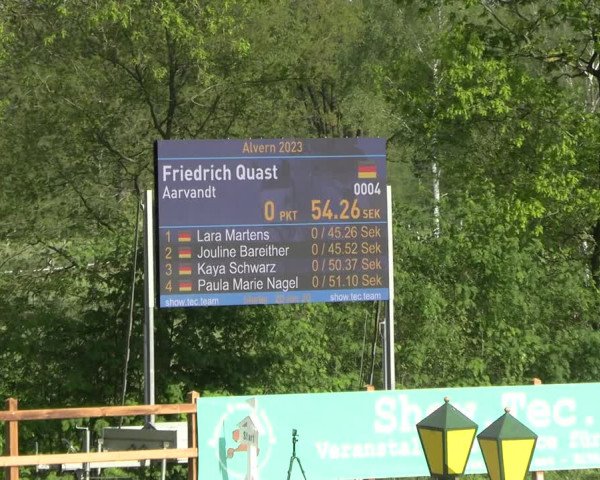 Alvern 2023
Friedrich Quast
Aarvandt
0004
0 PKT 54.26 SEK
1 Lara Martens 0 / 45.26 Sek
2 Jouline Bareither 0 / 45.52 Sek
3 Kaya Schwarz 0 / 50.37 Sek
4 Paula Marie Nagel 0 / 51.10 Sek
show.tec.team show.tec.team
Show Tec.
START